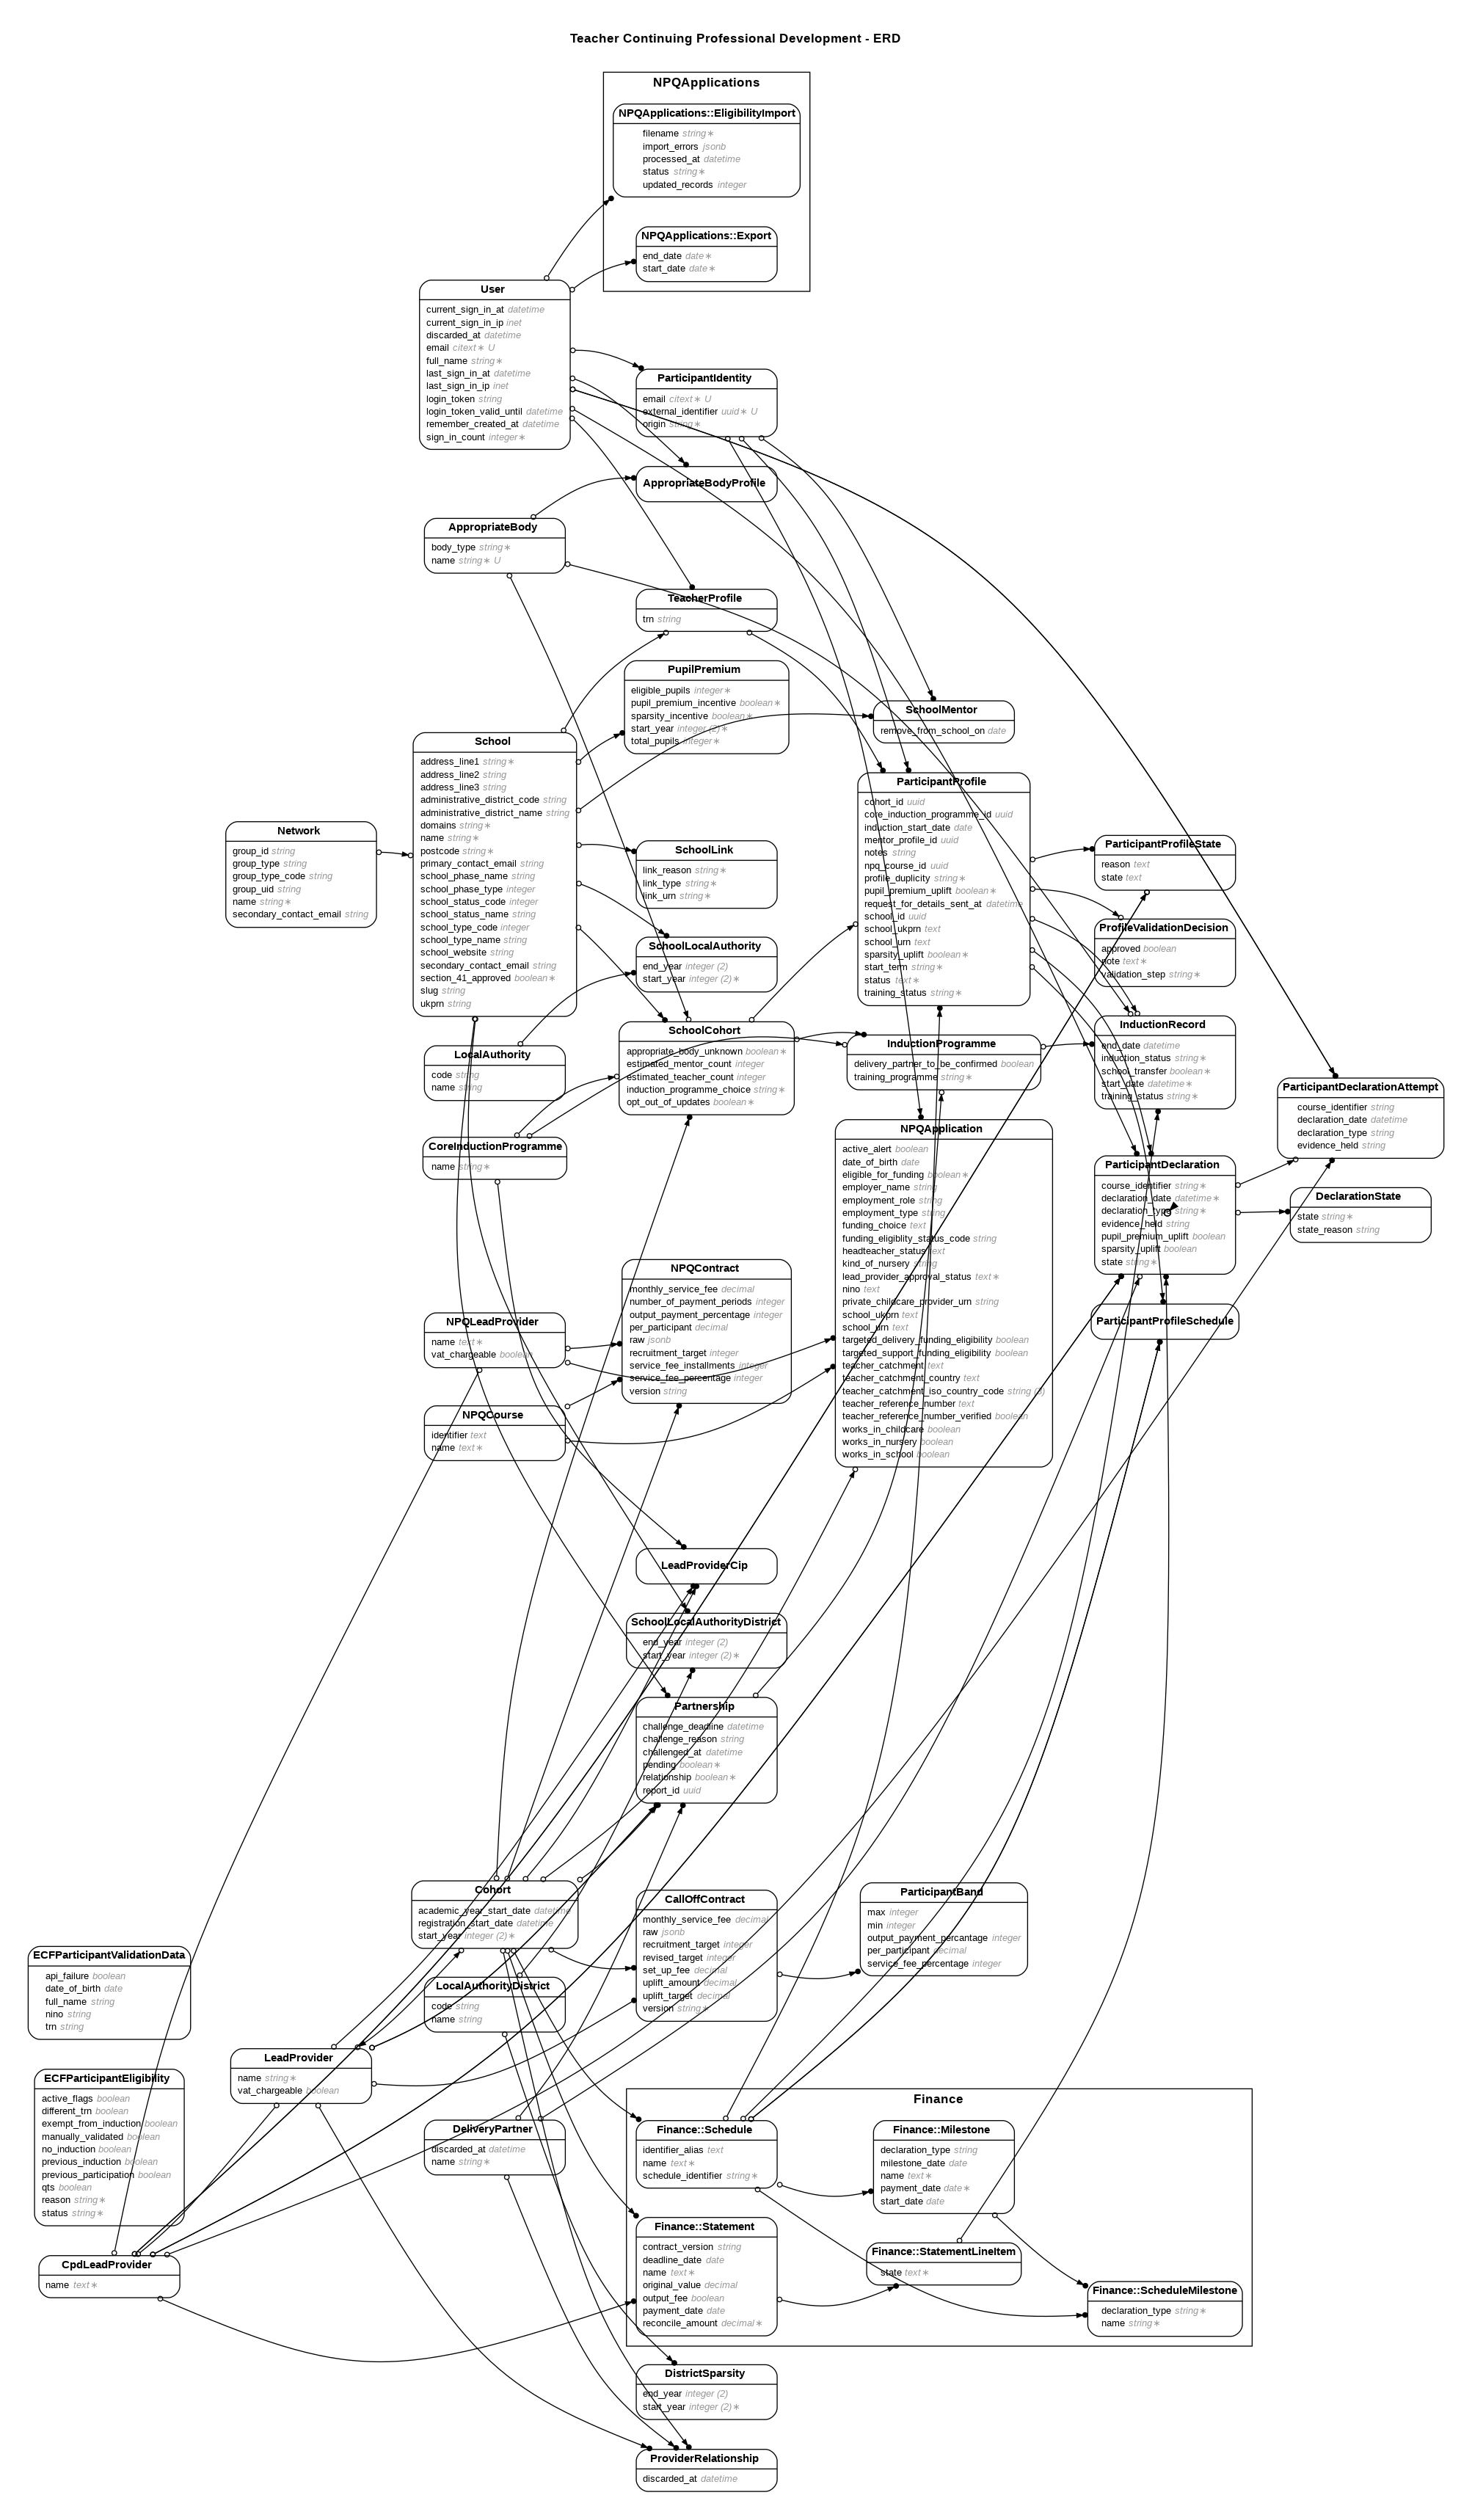 Teacher Continuing Professional Development - ERD
NPQApplications
NPQApplications::EligibilityImport
filename string∗
import_errors jsonb
processed_at datetime
status string∗
updated_records integer
NPQApplications::Export
end_date date∗
start_date date∗
User
current_sign_in_at datetime
current_sign_in_ip inet
discarded_at datetime
email citext∗ U
full_name string∗
last_sign_in_at datetime
last_sign_in_ip inet
login_token string
login_token_valid_until datetime
remember_created_at datetime
sign_in_count integer∗
ParticipantIdentity
email citext∗ U
external_identifier uuid∗ U
origin string∗
AppropriateBodyProfile
AppropriateBody
body_type string∗
name string∗ U
TeacherProfile
trn string
PupilPremium
eligible_pupils integer∗
pupil_premium_incentive boolean∗
sparsity_incentive boolean∗
start_year integer (2)∗
total_pupils integer∗
SchoolMentor
remove_from_school_on date
School
address_line1 string∗
address_line2 string
address_line3 string
administrative_district_code string
administrative_district_name string
domains string∗
name string∗
postcode string∗
primary_contact_email string
school_phase_name string
school_phase_type integer
school_status_code integer
school_status_name string
school_type_code integer
school_type_name string
school_website string
secondary_contact_email string
section_41_approved boolean∗
slug string
ukprn string
Network
group_id string
group_type string
group_type_code string
group_uid string
name string∗
secondary_contact_email string
SchoolLink
link_reason string∗
link_type string∗
link_urn string∗
SchoolLocalAuthority
end_year integer (2)
start_year integer (2)∗
ParticipantProfile
cohort_id uuid
core_induction_programme_id uuid
induction_start_date date
mentor_profile_id uuid
notes string
npq_course_id uuid
profile_duplicity string∗
pupil_premium_uplift boolean∗
request_for_details_sent_at datetime
school_id uuid
school_ukprn text
school_urn text
sparsity_uplift boolean∗
start_term string∗
status text∗
training_status string∗
ParticipantProfileState
reason text
state text
ProfileValidationDecision
approved boolean
note text∗
validation_step string∗
InductionRecord
end_date datetime
induction_status string∗
school_transfer boolean∗
start_date datetime∗
training_status string∗
SchoolCohort
appropriate_body_unknown boolean∗
estimated_mentor_count integer
estimated_teacher_count integer
induction_programme_choice string∗
opt_out_of_updates boolean∗
InductionProgramme
delivery_partner_to_be_confirmed boolean
training_programme string∗
LocalAuthority
code string
name string
CoreInductionProgramme
name string∗
ParticipantDeclarationAttempt
course_identifier string
declaration_date datetime
declaration_type string
evidence_held string
ParticipantDeclaration
course_identifier string∗
declaration_date datetime∗
declaration_type string∗
evidence_held string
pupil_premium_uplift boolean
sparsity_uplift boolean
state string∗
DeclarationState
state string∗
state_reason string
ParticipantProfileSchedule
NPQApplication
active_alert boolean
date_of_birth date
eligible_for_funding boolean∗
employer_name string
employment_role string
employment_type string
funding_choice text
funding_eligiblity_status_code string
headteacher_status text
kind_of_nursery string
lead_provider_approval_status text∗
nino text
private_childcare_provider_urn string
school_ukprn text
school_urn text
targeted_delivery_funding_eligibility boolean
targeted_support_funding_eligibility boolean
teacher_catchment text
teacher_catchment_country text
teacher_catchment_iso_country_code string (3)
teacher_reference_number text
teacher_reference_number_verified boolean
works_in_childcare boolean
works_in_nursery boolean
works_in_school boolean
NPQContract
monthly_service_fee decimal
number_of_payment_periods integer
output_payment_percentage integer
per_participant decimal
raw jsonb
recruitment_target integer
service_fee_installments integer
service_fee_percentage integer
version string
NPQLeadProvider
name text∗
vat_chargeable boolean
NPQCourse
identifier text
name text∗
LeadProviderCip
SchoolLocalAuthorityDistrict
end_year integer (2)
start_year integer (2)∗
Partnership
challenge_deadline datetime
challenge_reason string
challenged_at datetime
pending boolean∗
relationship boolean∗
report_id uuid
Cohort
academic_year_start_date datetime
registration_start_date datetime
start_year integer (2)∗
CallOffContract
monthly_service_fee decimal
raw jsonb
recruitment_target integer
revised_target integer
set_up_fee decimal
uplift_amount decimal
uplift_target decimal
version string∗
ParticipantBand
max integer
min integer
output_payment_percantage integer
per_participant decimal
service_fee_percentage integer
ECFParticipantValidationData
api_failure boolean
date_of_birth date
full_name string
nino string
trn string
LocalAuthorityDistrict
code string
name string
LeadProvider
name string∗
vat_chargeable boolean
ECFParticipantEligibility
active_flags boolean
different_trn boolean
exempt_from_induction boolean
manually_validated boolean
no_induction boolean
previous_induction boolean
previous_participation boolean
qts boolean
reason string∗
status string∗
DeliveryPartner
discarded_at datetime
name string∗
CpdLeadProvider
name text∗
Finance
Finance::Schedule
identifier_alias text
name text∗
schedule_identifier string∗
Finance::Milestone
declaration_type string
milestone_date date
name text∗
payment_date date∗
start_date date
Finance::Statement
contract_version string
deadline_date date
name text∗
original_value decimal
output_fee boolean
payment_date date
reconcile_amount decimal∗
Finance::StatementLineItem
state text∗
Finance::ScheduleMilestone
declaration_type string∗
name string∗
DistrictSparsity
end_year integer (2)
start_year integer (2)∗
ProviderRelationship
discarded_at datetime